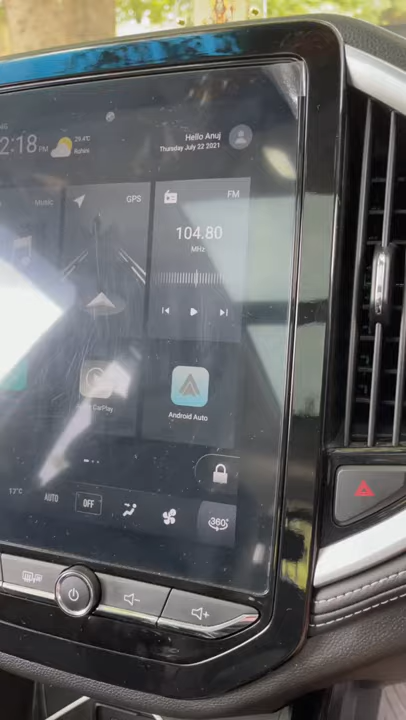 2:18 PM
29.4°C
Hello Anuj
Thursday July 22 2021
Music
GPS
FM
104.80
MHz
CarPlay
Android Auto
17°C
AUTO
OFF
360°